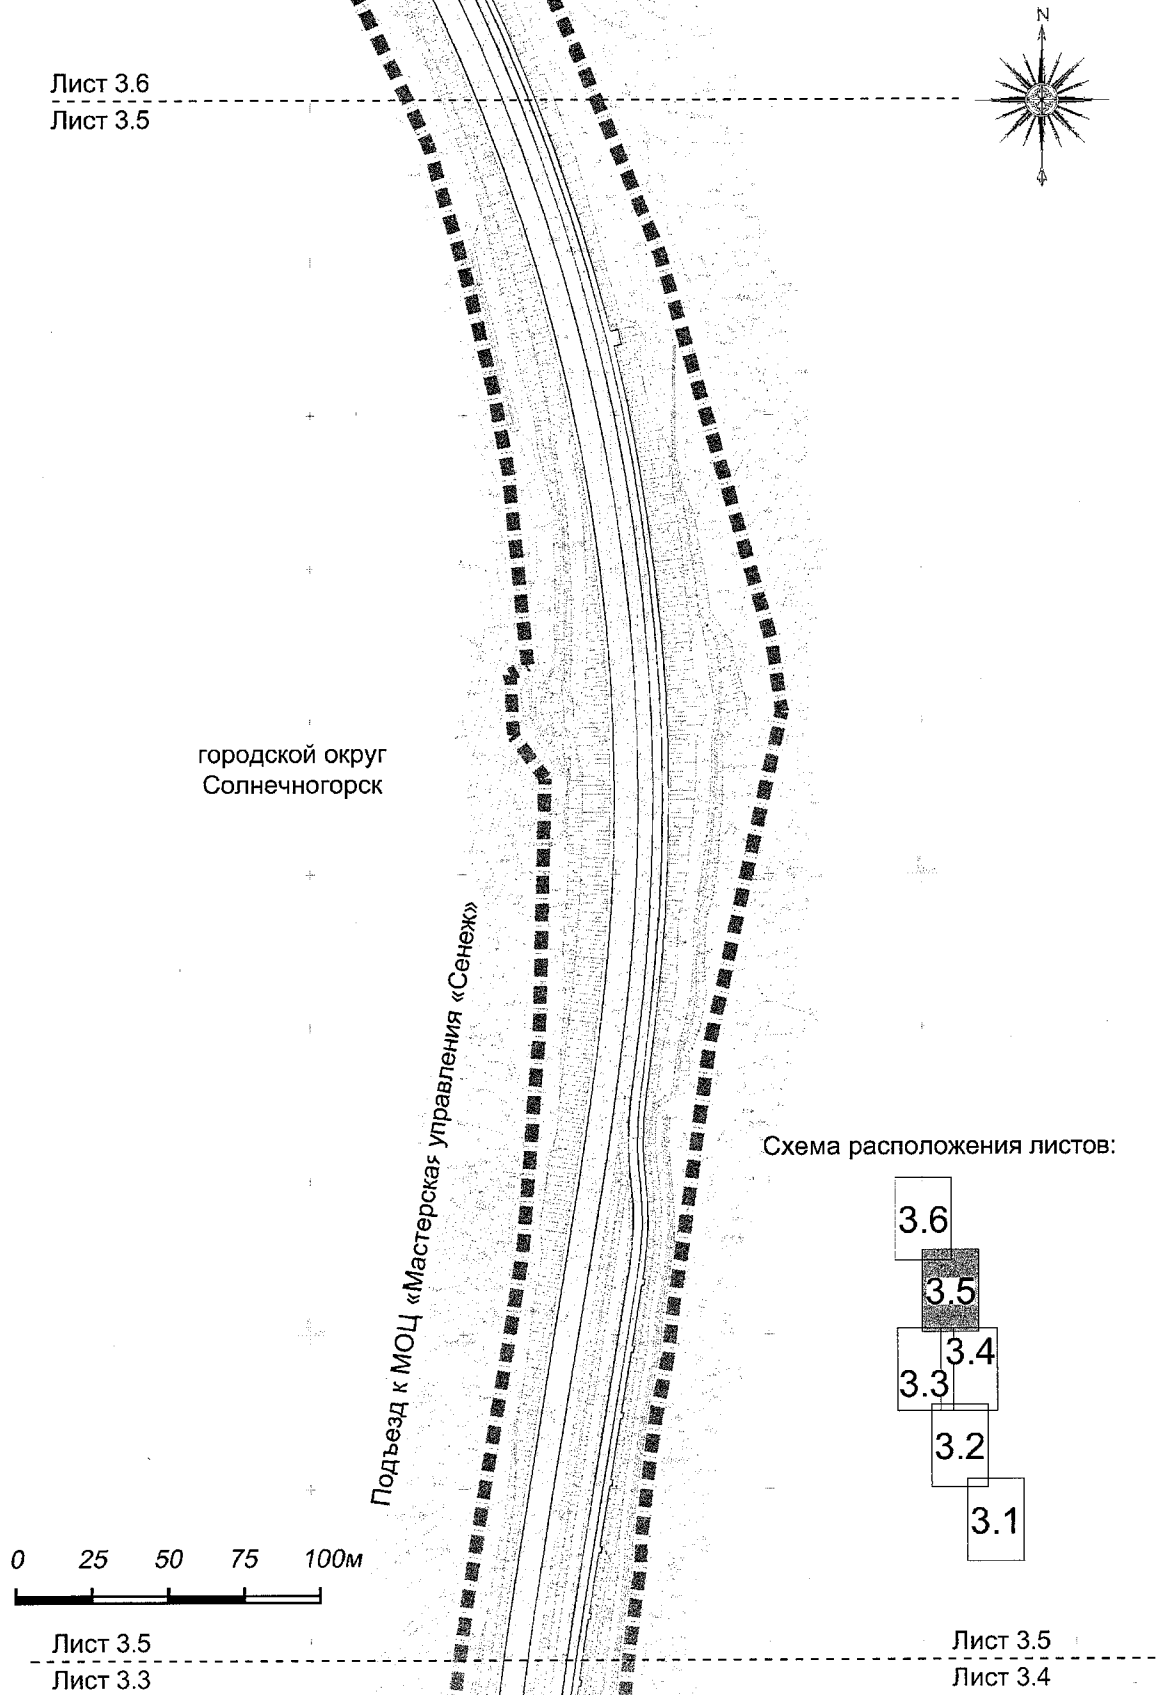 N
Лист 3.6
Лист 3.5
городской округ
Солнечногорск
Подъезд к МОЦ «Мастерская управления «Сенеж»
Схема расположения листов:
3.6
3.5
3.4
3.3
3.2
3.1
0 25 50 75 100м
Лист 3.5
Лист 3.3
Лист 3.5
Лист 3.4